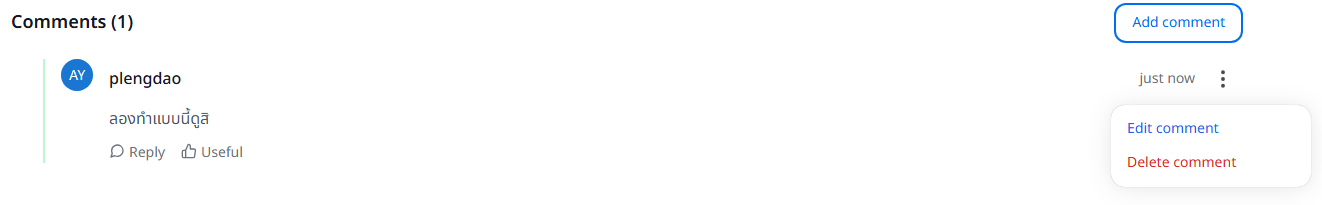 Comments (1)
Add comment
AY
plengdao
just now
ลองทำแบบนี้ดูสิ
Edit comment
Reply
Useful
Delete comment